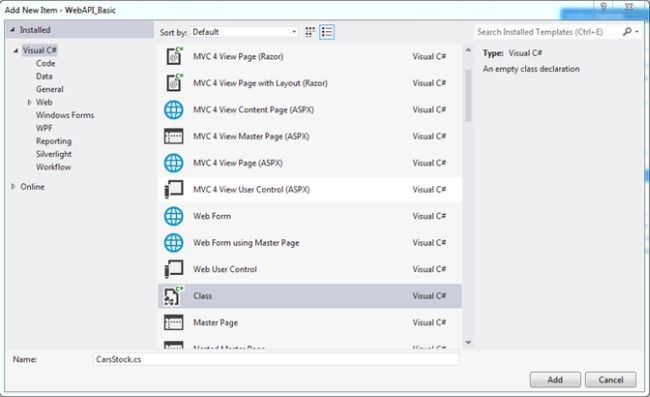 Add New Item - WebAPI_Basic
Installed
Sort by: Default
Search Installed Templates (Ctrl+E)
Visual C#
Code
Data
General
Web
Windows Forms
WPF
Reporting
Silverlight
Workflow
Online
MVC 4 View Page (Razor) Visual C#
MVC 4 View Page with Layout (Razor) Visual C#
MVC 4 View Content Page (ASPX) Visual C#
MVC 4 View Master Page (ASPX) Visual C#
MVC 4 View Page (ASPX) Visual C#
MVC 4 View User Control (ASPX) Visual C#
Web Form Visual C#
Web Form using Master Page Visual C#
Web User Control Visual C#
Class Visual C#
Master Page Visual C#
Nested Master Page Visual C#
Type: Visual C#
An empty class declaration
Name: CarsStock.cs
Add Cancel